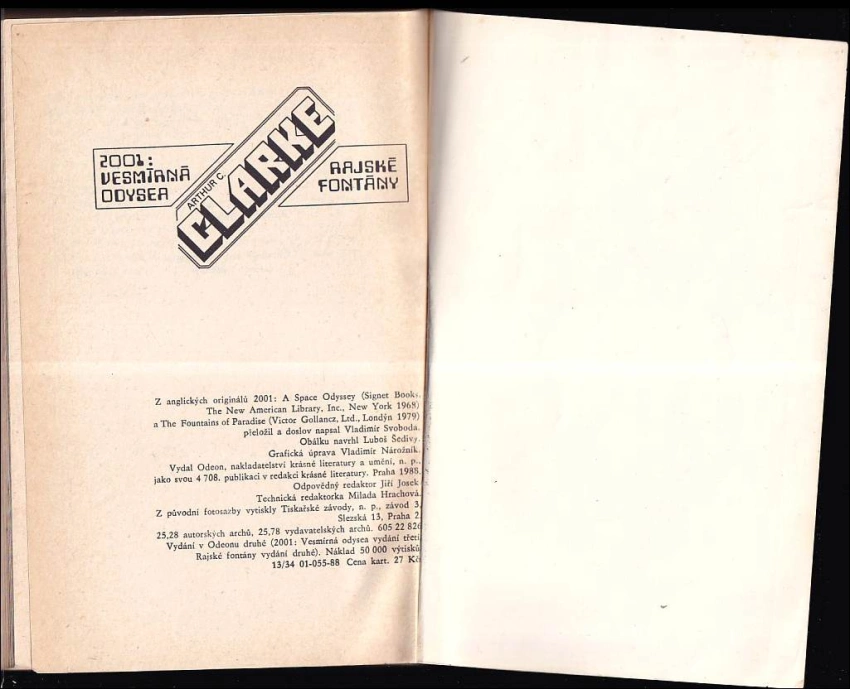 2001:
VESMÍRNÁ
ODYSEA
ARTHUR C.
CLARKE
RAJSKÉ
FONTÁNY
Z anglických originálů 2001: A Space Odyssey (Signet Books,
The New American Library, Inc., New York 1968)
a The Fountains of Paradise (Victor Gollancz, Ltd., Londýn 1979)
přeložil a doslov napsal Vladimír Svoboda.
Obálku navrhl Luboš Šedivý.
Grafická úprava Vladimír Nárožník.
Vydal Odeon, nakladatelství krásné literatury a umění, n. p.,
jako svou 4 708. publikaci v redakci krásné literatury. Praha 1988.
Odpovědný redaktor Jiří Josek
Technická redaktorka Milada Hrachová.
Z původní fotosazby vytiskly Tiskařské závody, n. p., závod 3,
Slezská 13, Praha 2.
25,28 autorských archů, 25,78 vydavatelských archů. 605 22 826
Vydání v Odeonu druhé (2001: Vesmírná odysea vydání třetí,
Rajské fontány vydání druhé). Náklad 50 000 výtisků
13/34 01-055-88 Cena kart. 27 Kčs